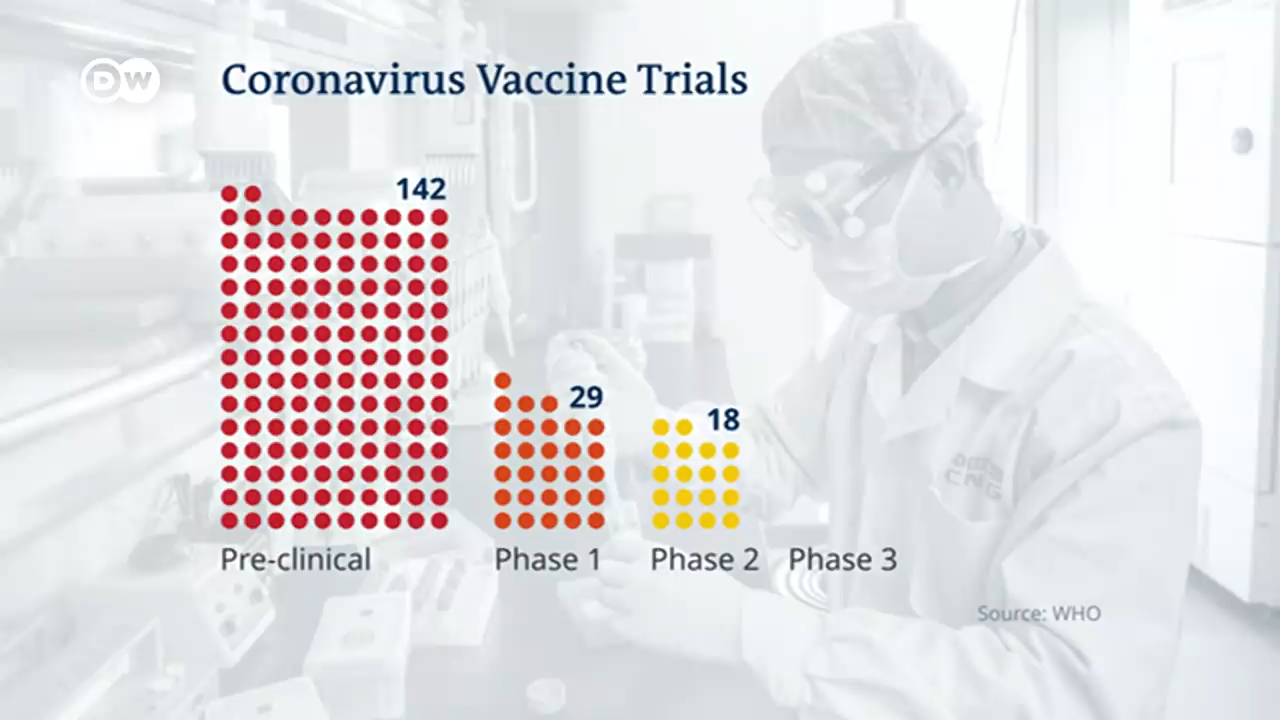 DW
Coronavirus Vaccine Trials
142
29
18
Pre-clinical
Phase 1
Phase 2
Phase 3
Source: WHO